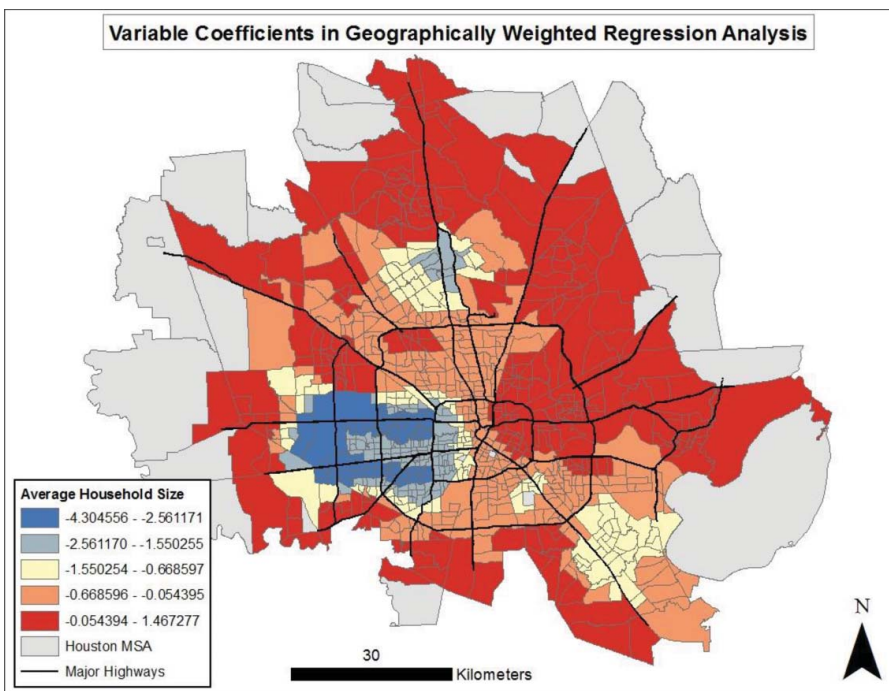 Variable Coefficients in Geographically Weighted Regression Analysis
Average Household Size
-4.304556 - -2.561171
-2.561170 - -1.550255
-1.550254 - -0.668597
-0.668596 - -0.054395
-0.054394 - 1.467277
Houston MSA
Major Highways
30
Kilometers
N